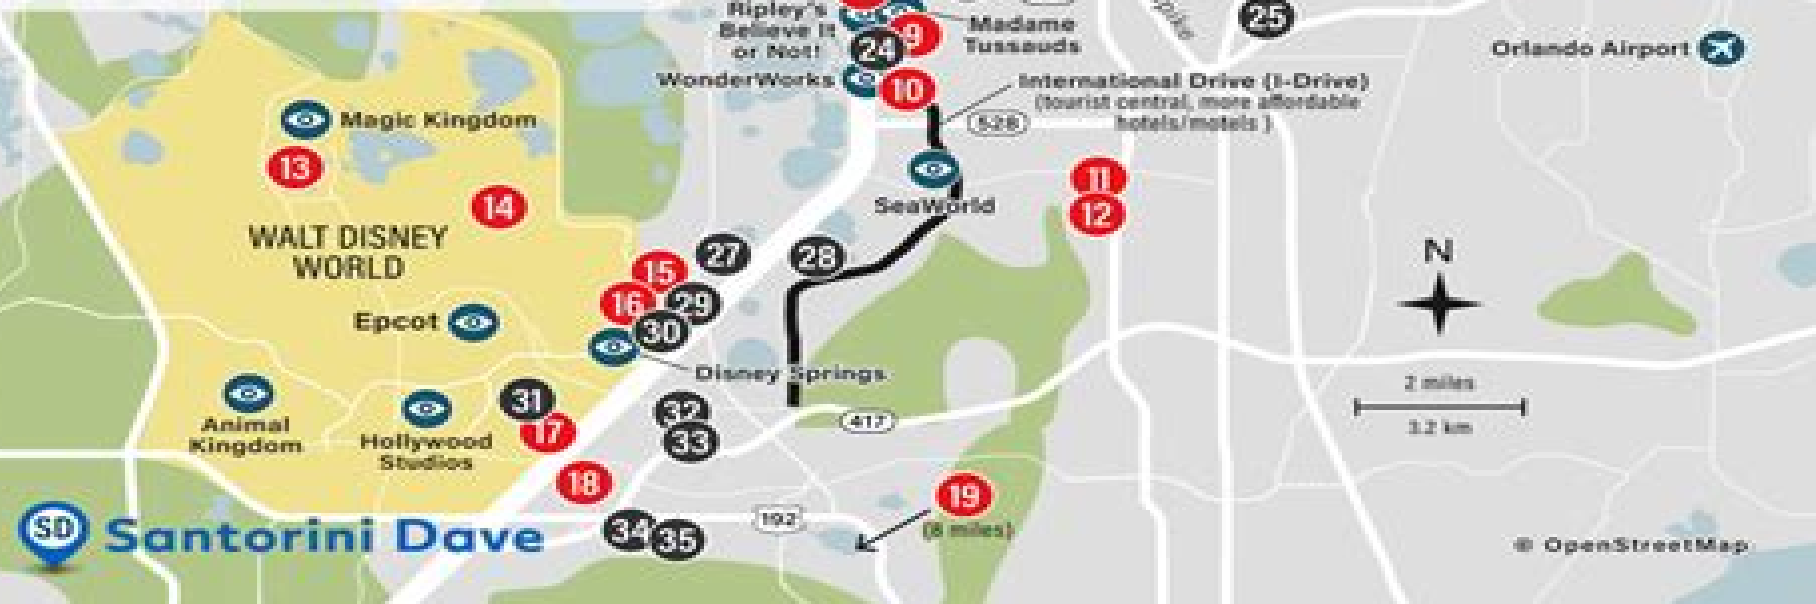 Ripley's
Believe It
or Not!
Madame
Tussauds
9
24
25
WonderWorks
10
Orlando Airport
International Drive (I-Drive)
(tourist central, more affordable
hotels/motels )
528
Magic Kingdom
13
14
SeaWorld
11
12
WALT DISNEY
WORLD
N
27
28
15
16
29
30
Epcot
Disney Springs
2 miles
3.2 km
31
17
32
33
417
Animal
Kingdom
Hollywood
Studios
18
19
(8 miles)
192
34
35
SD Santorini Dave
© OpenStreetMap